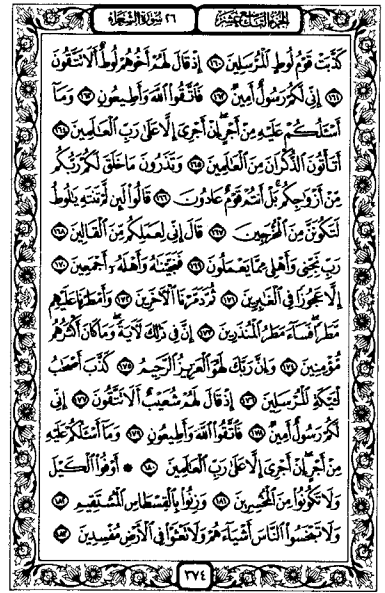 الجزء التاسع عشر ٢٦ سورة الشعراء
كَذَّبَتْ قَوْمُ لُوطٍ الْمُرْسَلِينَ ١٦٠ إِذْ قَالَ لَهُمْ أَخُوهُمْ لُوطٌ أَلَا تَتَّقُونَ
١٦١ إِنِّي لَكُمْ رَسُولٌ أَمِينٌ ١٦٢ فَاتَّقُوا اللَّهَ وَأَطِيعُونِ ١٦٣ وَمَا
أَسْـَٔلُكُمْ عَلَيْهِ مِنْ أَجْرٍ إِنْ أَجْرِيَ إِلَّا عَلَىٰ رَبِّ الْعَالَمِينَ ١٦٤
أَتَأْتُونَ الذُّكْرَانَ مِنَ الْعَالَمِينَ ١٦٥ وَتَذَرُونَ مَا خَلَقَ لَكُمْ رَبُّكُم
مِّنْ أَزْوَاجِكُم بَلْ أَنتُمْ قَوْمٌ عَادُونَ ١٦٦ قَالُوا لَئِن لَّمْ تَنتَهِ يَٰلُوطُ
لَتَكُونَنَّ مِنَ الْمُخْرَجِينَ ١٦٧ قَالَ إِنِّي لِعَمَلِكُم مِّنَ الْقَالِينَ ١٦٨
رَبِّ نَجِّنِي وَأَهْلِي مِمَّا يَعْمَلُونَ ١٦٩ فَنَجَّيْنَٰهُ وَأَهْلَهُۥ أَجْمَعِينَ ١٧٠
إِلَّا عَجُوزًا فِي الْغَٰبِرِينَ ١٧١ ثُمَّ دَمَّرْنَا الْآخَرِينَ ١٧٢ وَأَمْطَرْنَا عَلَيْهِم
مَّطَرًا فَسَآءَ مَطَرُ الْمُنذَرِينَ ١٧٣ إِنَّ فِي ذَٰلِكَ لَآيَةً وَمَا كَانَ أَكْثَرُهُم
مُّؤْمِنِينَ ١٧٤ وَإِنَّ رَبَّكَ لَهُوَ الْعَزِيزُ الرَّحِيمُ ١٧٥ كَذَّبَ أَصْحَٰبُ
لْـَٔيْكَةِ الْمُرْسَلِينَ ١٧٦ إِذْ قَالَ لَهُمْ شُعَيْبٌ أَلَا تَتَّقُونَ ١٧٧ إِنِّي
لَكُمْ رَسُولٌ أَمِينٌ ١٧٨ فَاتَّقُوا اللَّهَ وَأَطِيعُونِ ١٧٩ وَمَا أَسْـَٔلُكُمْ عَلَيْهِ
مِنْ أَجْرٍ إِنْ أَجْرِيَ إِلَّا عَلَىٰ رَبِّ الْعَٰلَمِينَ ١٨٠ ۞ أَوْفُوا الْكَيْلَ
وَلَا تَكُونُوا مِنَ الْمُخْسِرِينَ ١٨١ وَزِنُوا بِالْقِسْطَاسِ الْمُسْتَقِيمِ ١٨٢
وَلَا تَبْخَسُوا النَّاسَ أَشْيَآءَهُمْ وَلَا تَعْثَوْا فِي الْأَرْضِ مُفْسِدِينَ ١٨٣
٣٧٤